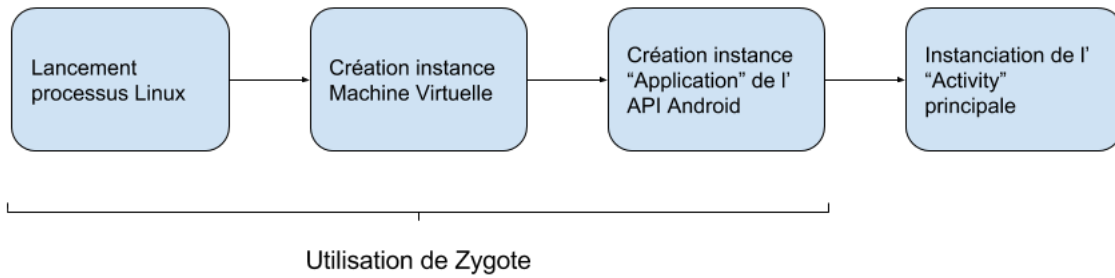 Lancement
processus Linux
Création instance
Machine Virtuelle
Création instance
“Application” de l’
API Android
Instanciation de l’
“Activity”
principale
Utilisation de Zygote